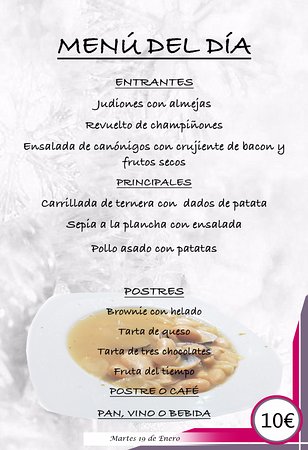 MENÚ DEL DÍA
ENTRANTES
Judiones con almejas
Revuelto de champiñones
Ensalada de canónigos con crujiente de bacon y
frutos secos
PRINCIPALES
Carrillada de ternera con dados de patata
Sepia a la plancha con ensalada
Pollo asado con patatas
POSTRES
Brownie con helado
Tarta de queso
Tarta de tres chocolates
Fruta del tiempo
POSTRE O CAFÉ
PAN, VINO O BEBIDA
10€
Martes 19 de Enero